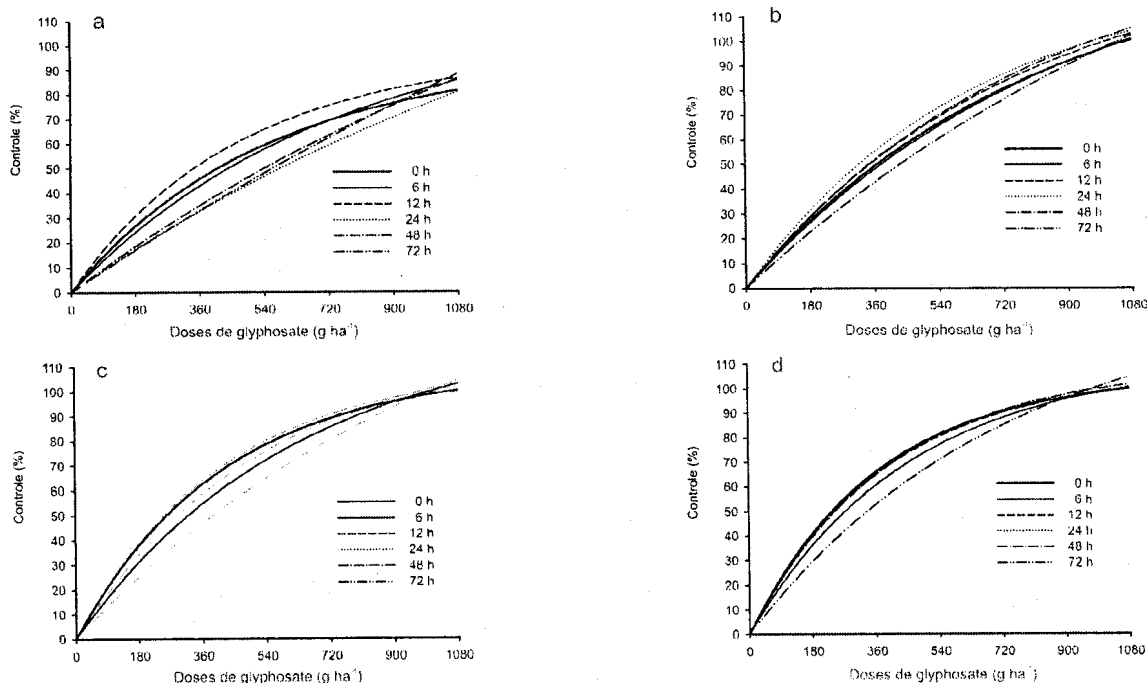 a
110
100
90
80
70
60
50
40
30
20
10
0
Controle (%)
0 h
6 h
12 h
24 h
48 h
72 h
0 180 360 540 720 900 1080
Doses de glyphosate (g ha⁻¹)
b
110
100
90
80
70
60
50
40
30
20
10
0
Controle (%)
0 h
6 h
12 h
24 h
48 h
72 h
0 180 360 540 720 900 1080
Doses de glyphosate (g ha⁻¹)
c
110
100
90
80
70
60
50
40
30
20
10
0
Controle (%)
0 h
6 h
12 h
24 h
48 h
72 h
0 180 360 540 720 900 1080
Doses de glyphosate (g ha⁻¹)
d
110
100
90
80
70
60
50
40
30
20
10
0
Controle (%)
0 h
6 h
12 h
24 h
48 h
72 h
0 180 360 540 720 900 1080
Doses de glyphosate (g ha⁻¹)